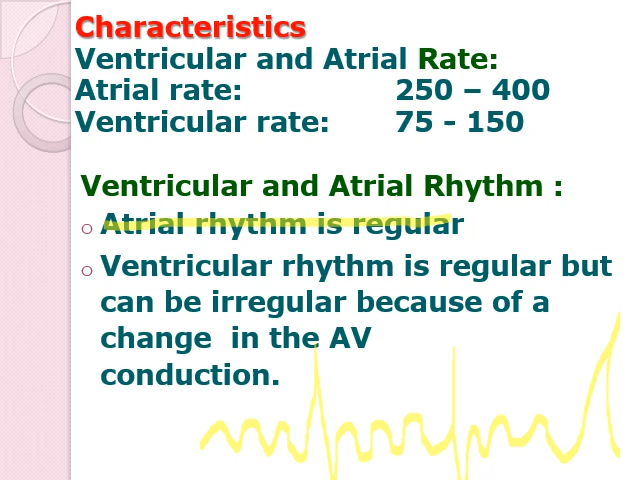 Characteristics
Ventricular and Atrial Rate:
Atrial rate: 250 – 400
Ventricular rate: 75 - 150
Ventricular and Atrial Rhythm :
o Atrial rhythm is regular
o Ventricular rhythm is regular but
can be irregular because of a
change in the AV
conduction.